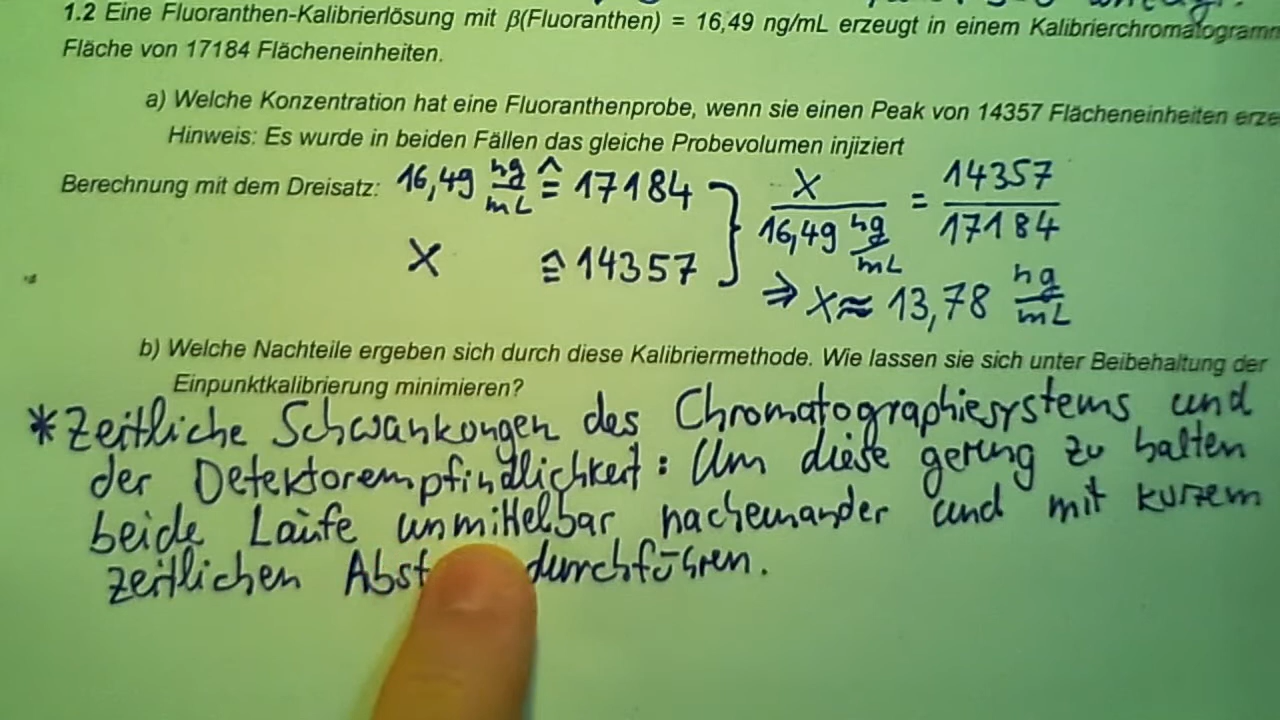 1.2 Eine Fluoranthen-Kalibrierlösung mit β(Fluoranthen) = 16,49 ng/mL erzeugt in einem Kalibrierchromatogramm
Fläche von 17184 Flächeneinheiten.
a) Welche Konzentration hat eine Fluoranthenprobe, wenn sie einen Peak von 14357 Flächeneinheiten erze
Hinweis: Es wurde in beiden Fällen das gleiche Probevolumen injiziert
Berechnung mit dem Dreisatz: 16,49 ng/mL ≙ 17184 } X / 16,49 ng/mL = 14357 / 17184
X ≙ 14357
⇒ X ≈ 13,78 ng/mL
b) Welche Nachteile ergeben sich durch diese Kalibriermethode. Wie lassen sie sich unter Beibehaltung der
Einpunktkalibrierung minimieren?
* Zeitliche Schwankungen des Chromatographiesystems und
der Detektorempfindlichkeit: Um diese gering zu halten
beide Läufe unmittelbar nacheinander und mit kurzem
zeitlichen Abst durchführen.